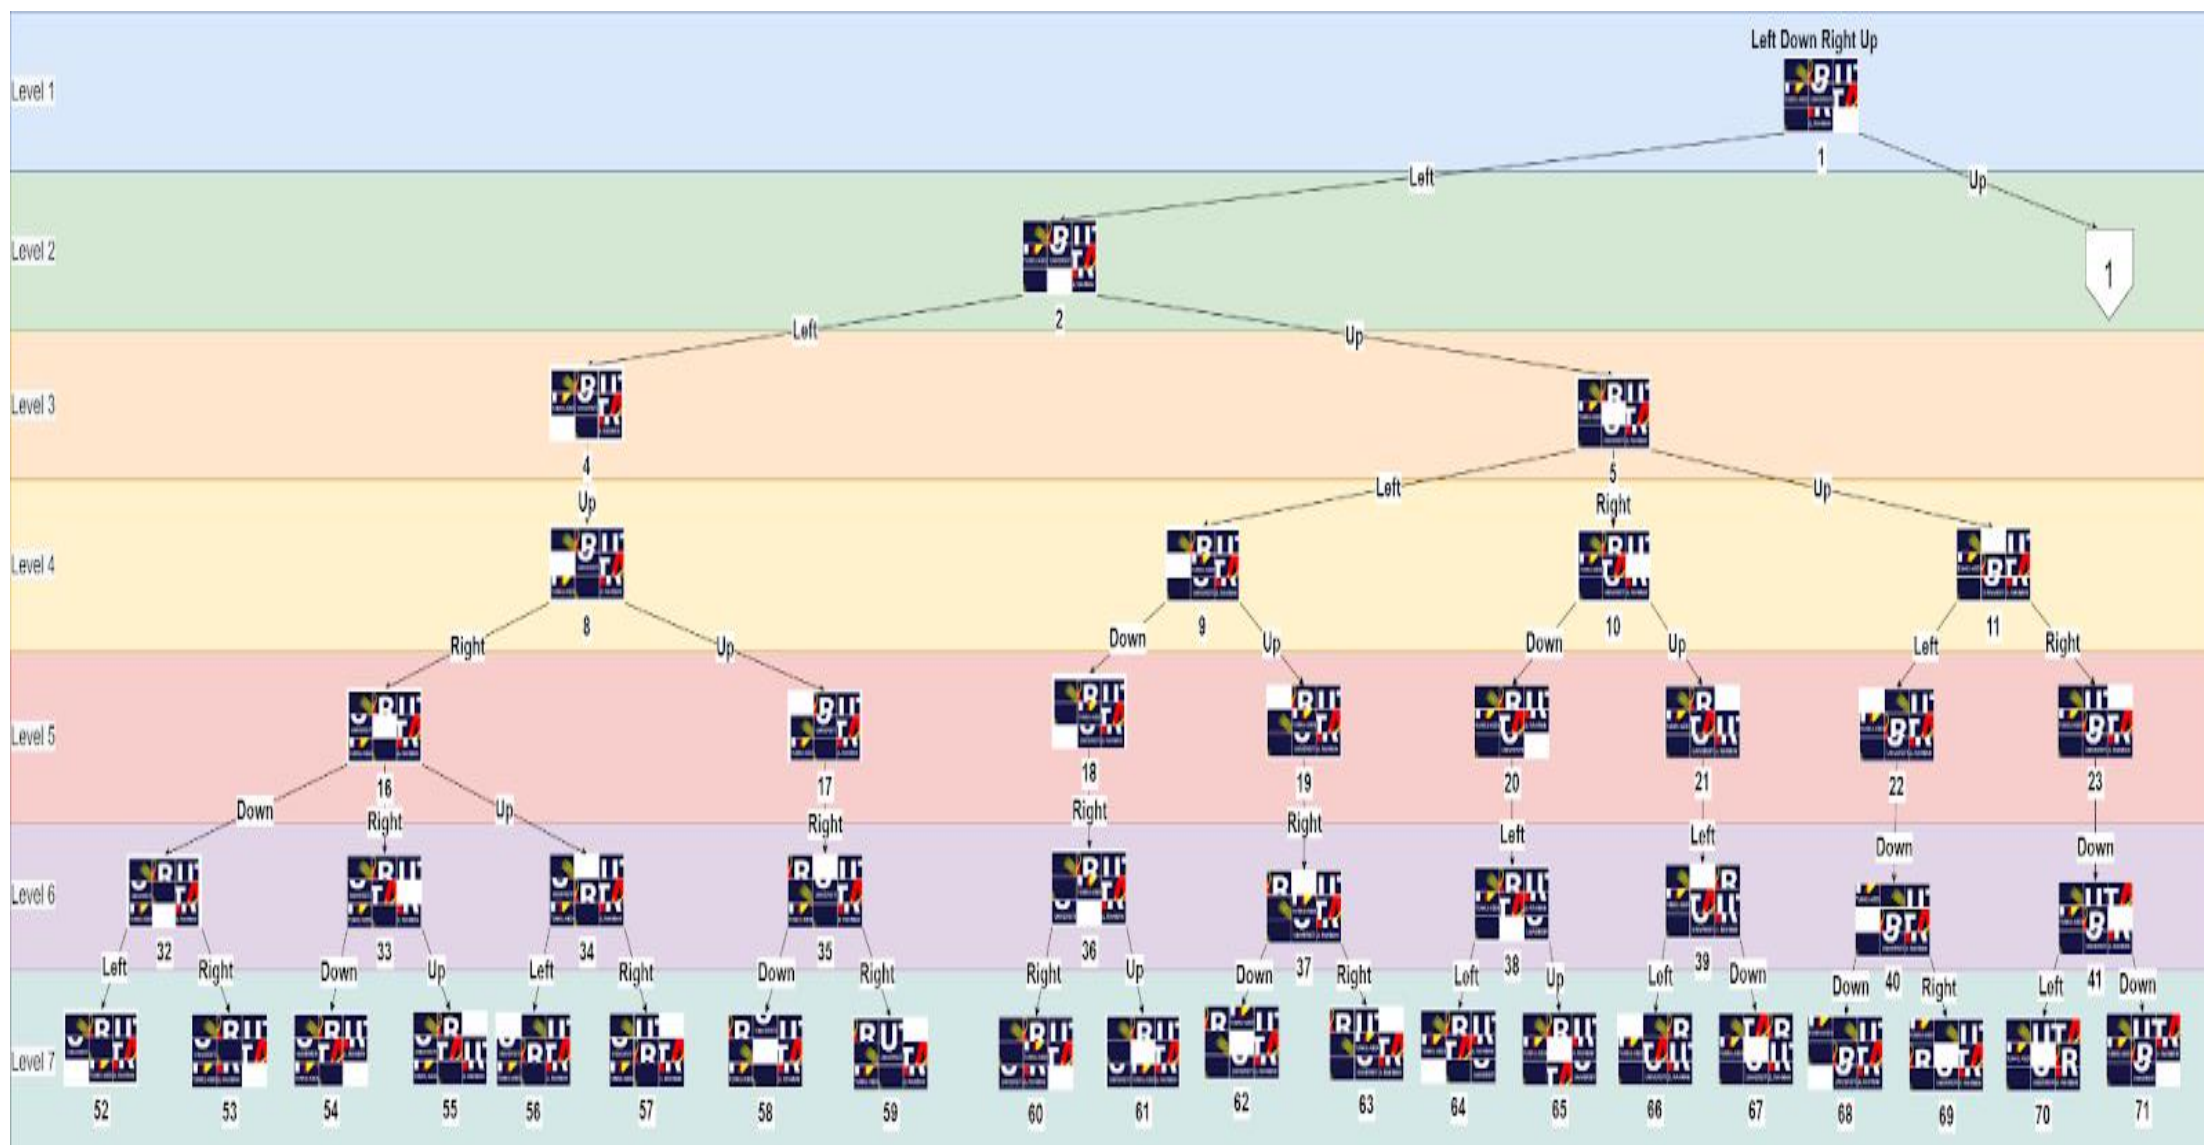 Left Down Right Up
Level 1
1
Left Up
Level 2
1
2
Left Up
Level 3
4 5
Up Left Right Up
Level 4
8 9 10 11
Right Up Down Up Down Up Left Right
Level 5
16 17 18 19 20 21 22 23
Down Right Up Right Right Right Left Left Down Down
Level 6
32 33 34 35 36 37 38 39 40 41
Left Right Down Up Left Right Down Right Right Up Down Right Left Up Left Down Down Right Left Down
Level 7
52 53 54 55 56 57 58 59 60 61 62 63 64 65 66 67 68 69 70 71